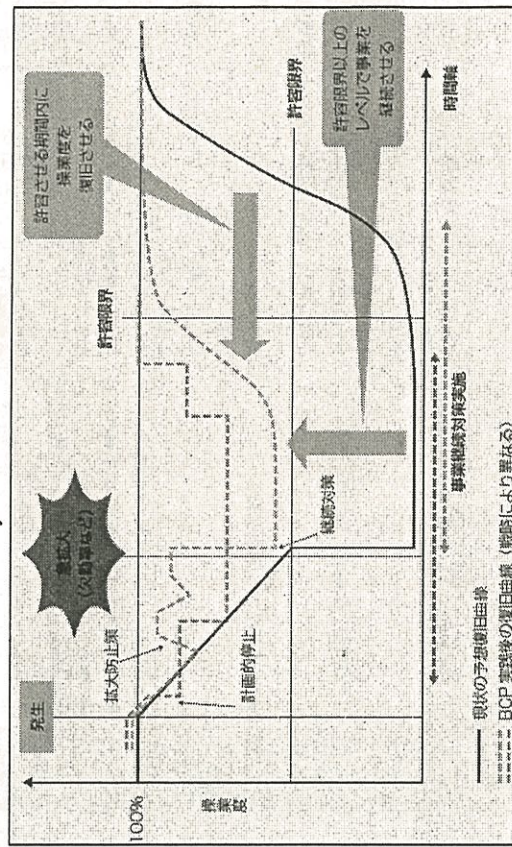 発生
急拡大
(欠勤率など)
許容させる期間内に
操業度を
復旧させる
100%
操業度
拡大防止策
計画的停止
継続対策
許容限界
許容限界
許容限界以上の
レベルで事業を
継続させる
時間軸
事業継続対策実施
現状の予想復旧曲線
BCP 実践後の復旧曲線(戦略により異なる)